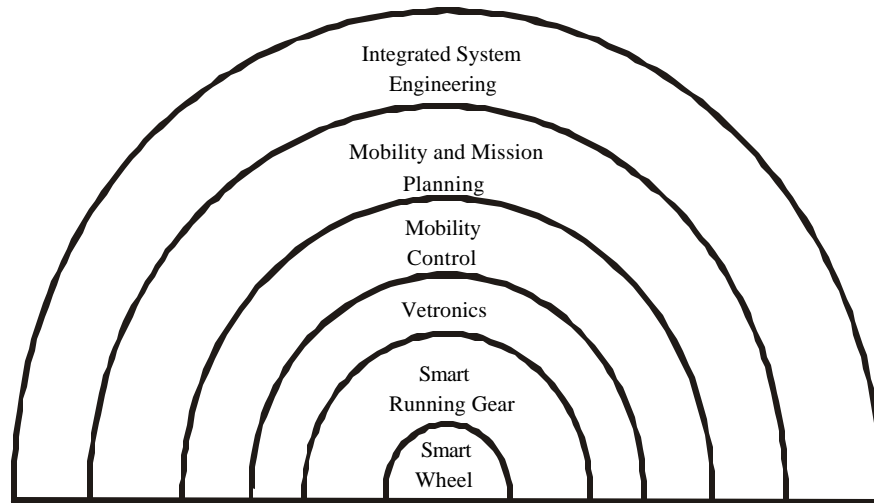 Integrated System
Engineering
Mobility and Mission
Planning
Mobility
Control
Vetronics
Smart
Running Gear
Smart
Wheel